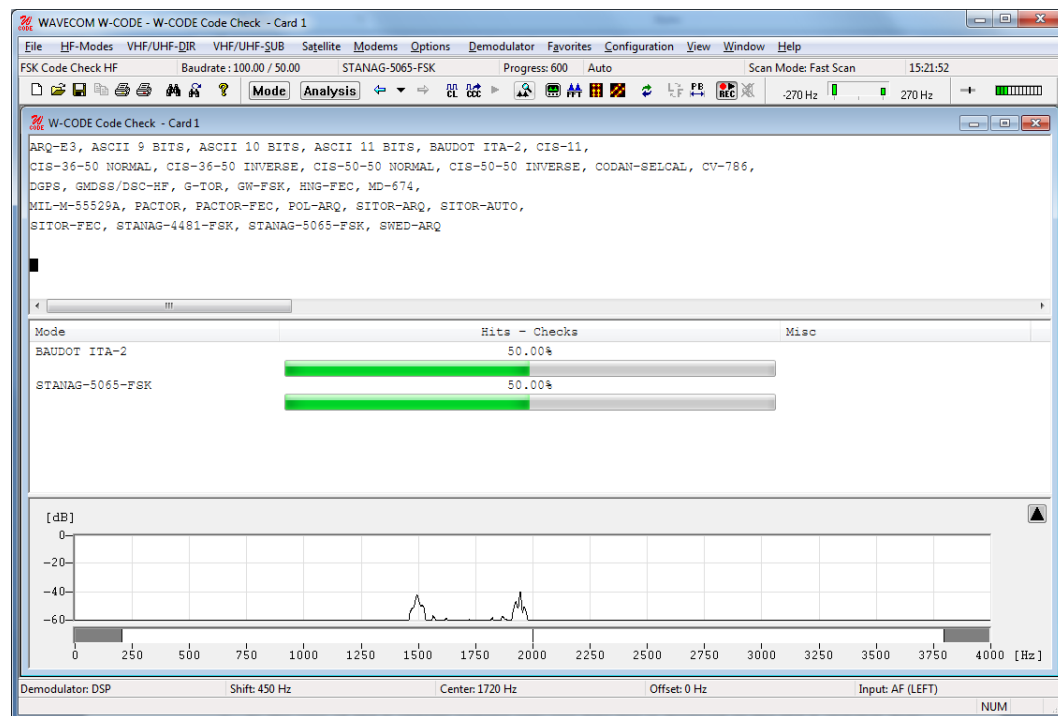 WAVECOM W-CODE - W-CODE Code Check - Card 1
File HF-Modes VHF/UHF-DIR VHF/UHF-SUB Satellite Modems Options Demodulator Favorites Configuration View Window Help
FSK Code Check HF Baudrate: 100.00 / 50.00 STANAG-5065-FSK Progress: 600 Auto Scan Mode: Fast Scan 15:21:52
Mode Analysis CL CCC PB REC -270 Hz 270 Hz
W-CODE Code Check - Card 1
ARQ-E3, ASCII 9 BITS, ASCII 10 BITS, ASCII 11 BITS, BAUDOT ITA-2, CIS-11,
CIS-36-50 NORMAL, CIS-36-50 INVERSE, CIS-50-50 NORMAL, CIS-50-50 INVERSE, CODAN-SELCAL, CV-786,
DGPS, GMDSS/DSC-HF, G-TOR, GW-FSK, HNG-FEC, MD-674,
MIL-M-55529A, PACTOR, PACTOR-FEC, POL-ARQ, SITOR-ARQ, SITOR-AUTO,
SITOR-FEC, STANAG-4481-FSK, STANAG-5065-FSK, SWED-ARQ
Mode Hits - Checks Misc
BAUDOT ITA-2 50.00%
STANAG-5065-FSK 50.00%
[dB]
0
-20
-40
-60
0 250 500 750 1000 1250 1500 1750 2000 2250 2500 2750 3000 3250 3500 3750 4000 [Hz]
Demodulator: DSP Shift: 450 Hz Center: 1720 Hz Offset: 0 Hz Input: AF (LEFT)
NUM